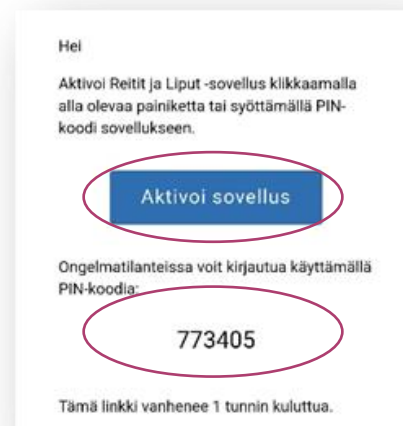 Hei
Aktivoi Reitit ja Liput -sovellus klikkaamalla
alla olevaa painiketta tai syöttämällä PIN-
koodi sovellukseen.
Aktivoi sovellus
Ongelmatilanteissa voit kirjautua käyttämällä
PIN-koodia:
773405
Tämä linkki vanhenee 1 tunnin kuluttua.